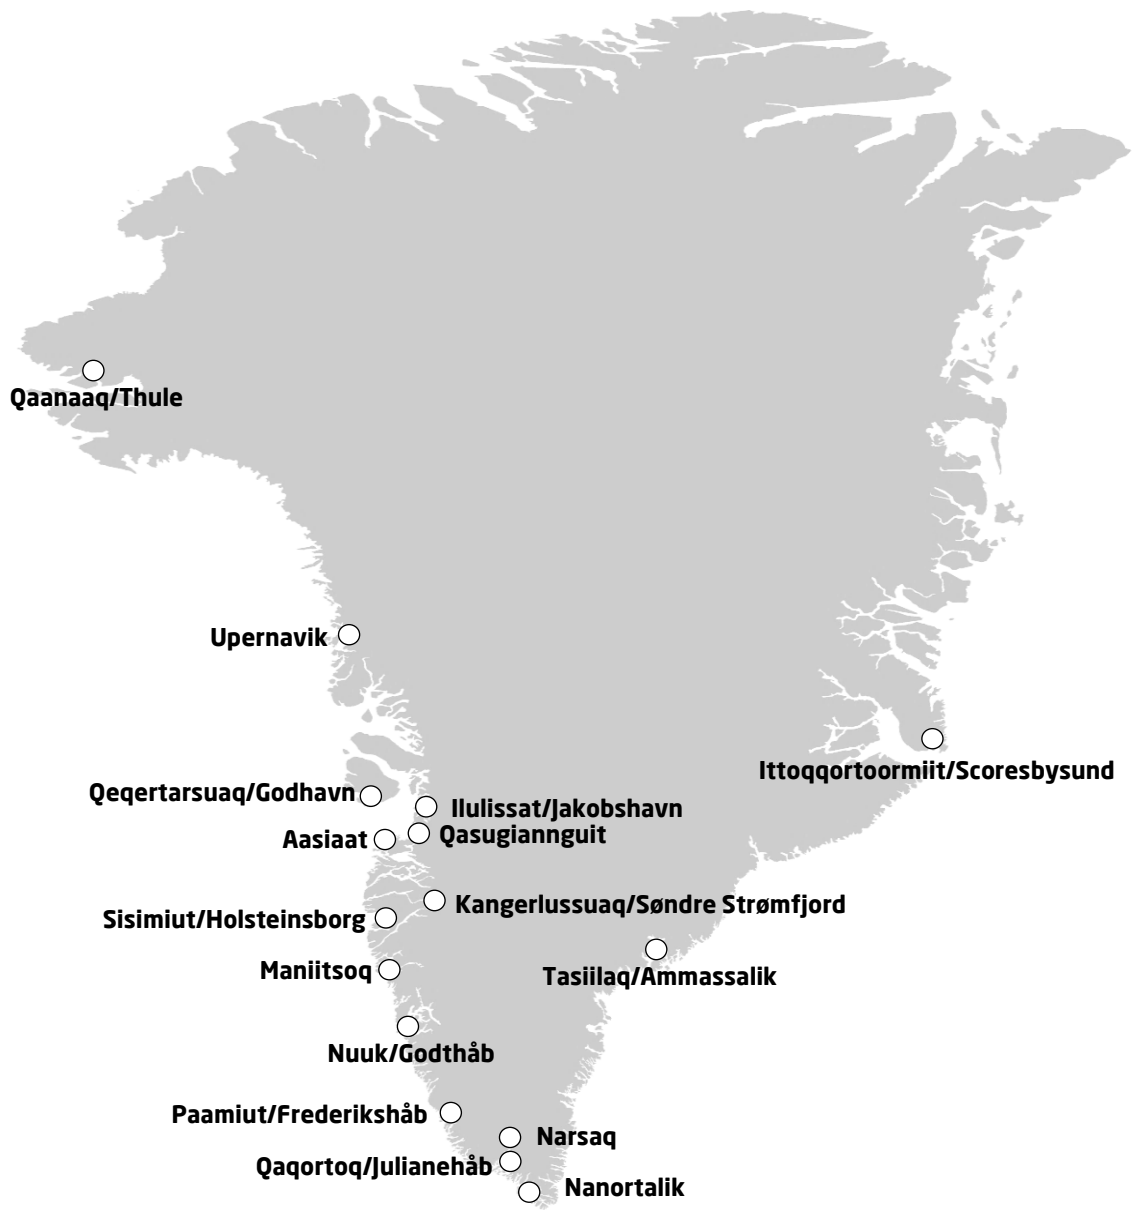 Qaanaaq/Thule
Upernavik
Ittoqqortoormiit/Scoresbysund
Qeqertarsuaq/Godhavn
Ilulissat/Jakobshavn
Qasugiannguit
Aasiaat
Kangerlussuaq/Søndre Strømfjord
Sisimiut/Holsteinsborg
Maniitsoq
Tasiilaq/Ammassalik
Nuuk/Godthåb
Paamiut/Frederikshåb
Narsaq
Qaqortoq/Julianehåb
Nanortalik